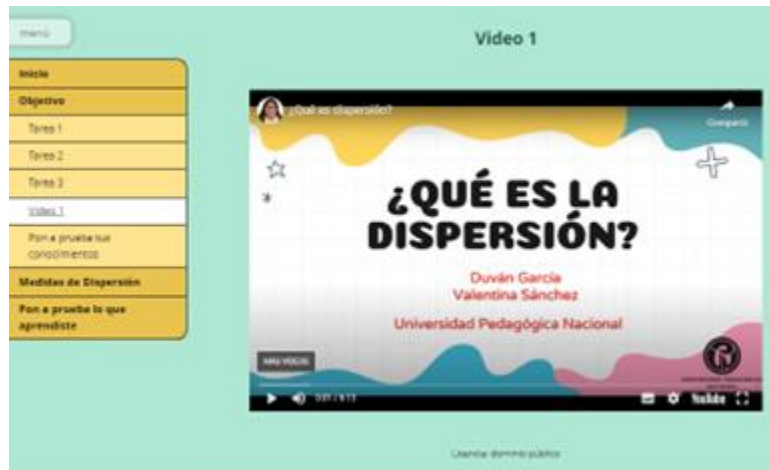 menú
Inicio
Objetivo
Tarea 1
Tarea 2
Tarea 3
Video 1
Pon a prueba tus
conocimientos
Medidas de Dispersión
Pon a prueba lo que
aprendiste
Video 1
¿Qué es dispersión?
Compartir
¿QUÉ ES LA
DISPERSIÓN?
Duván García
Valentina Sánchez
Universidad Pedagógica Nacional
MÁS VÍDEOS
YouTube
Licencia: dominio público